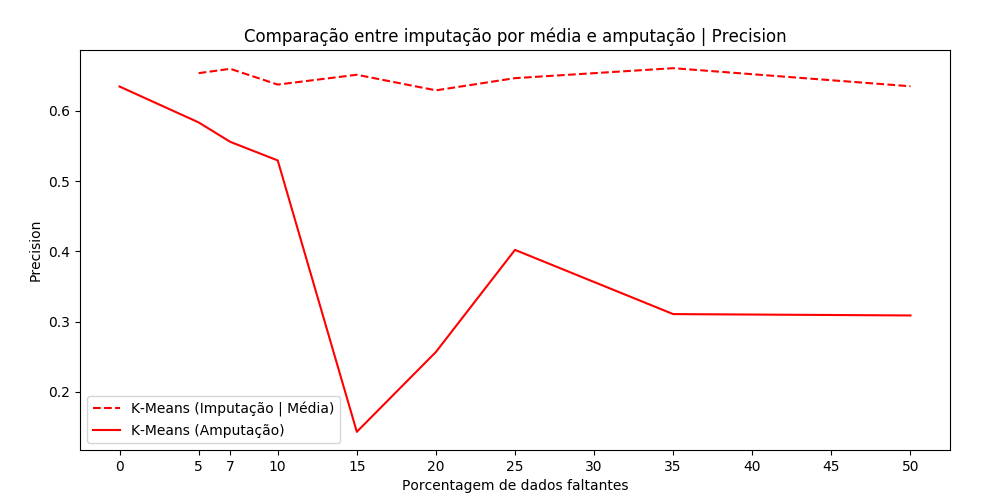 Comparação entre imputação por média e amputação | Precision
Precision
0.6
0.5
0.4
0.3
0.2
K-Means (Imputação | Média)
K-Means (Amputação)
0 5 7 10 15 20 25 30 35 40 45 50
Porcentagem de dados faltantes